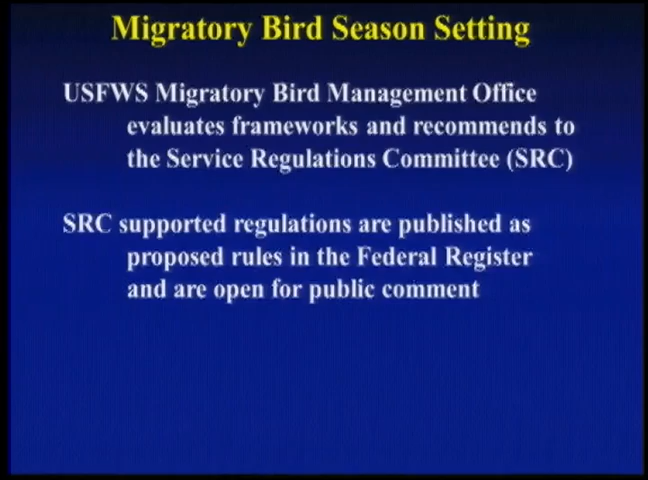 Migratory Bird Season Setting
USFWS Migratory Bird Management Office
evaluates frameworks and recommends to
the Service Regulations Committee (SRC)
SRC supported regulations are published as
proposed rules in the Federal Register
and are open for public comment